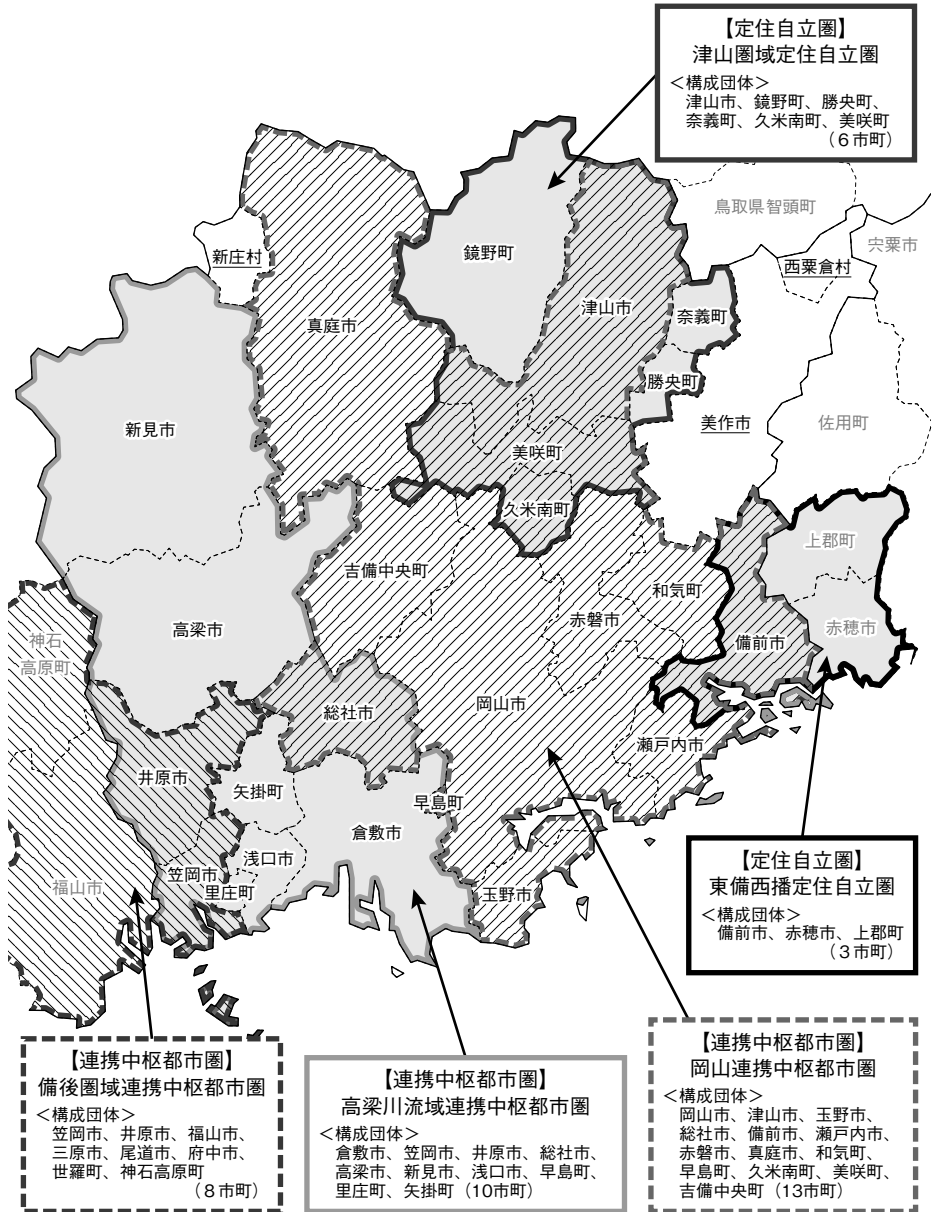 【定住自立圏】
津山圏域定住自立圏
＜構成団体＞
津山市、鏡野町、勝央町、
奈義町、久米南町、美咲町
（6市町）
鳥取県智頭町
宍粟市
新庄村
鏡野町
西粟倉村
津山市
奈義町
真庭市
勝央町
新見市
美作市
佐用町
美咲町
久米南町
上郡町
吉備中央町
和気町
赤磐市
高梁市
赤穂市
神石
高原町
備前市
岡山市
総社市
瀬戸内市
井原市
矢掛町
早島町
倉敷市
浅口市
笠岡市
里庄町
福山市
玉野市
【定住自立圏】
東備西播定住自立圏
＜構成団体＞
備前市、赤穂市、上郡町
（3市町）
【連携中枢都市圏】
備後圏域連携中枢都市圏
＜構成団体＞
笠岡市、井原市、福山市、
三原市、尾道市、府中市、
世羅町、神石高原町
（8市町）
【連携中枢都市圏】
高梁川流域連携中枢都市圏
＜構成団体＞
倉敷市、笠岡市、井原市、総社市、
高梁市、新見市、浅口市、早島町、
里庄町、矢掛町（10市町）
【連携中枢都市圏】
岡山連携中枢都市圏
＜構成団体＞
岡山市、津山市、玉野市、
総社市、備前市、瀬戸内市、
赤磐市、真庭市、和気町、
早島町、久米南町、美咲町、
吉備中央町（13市町）